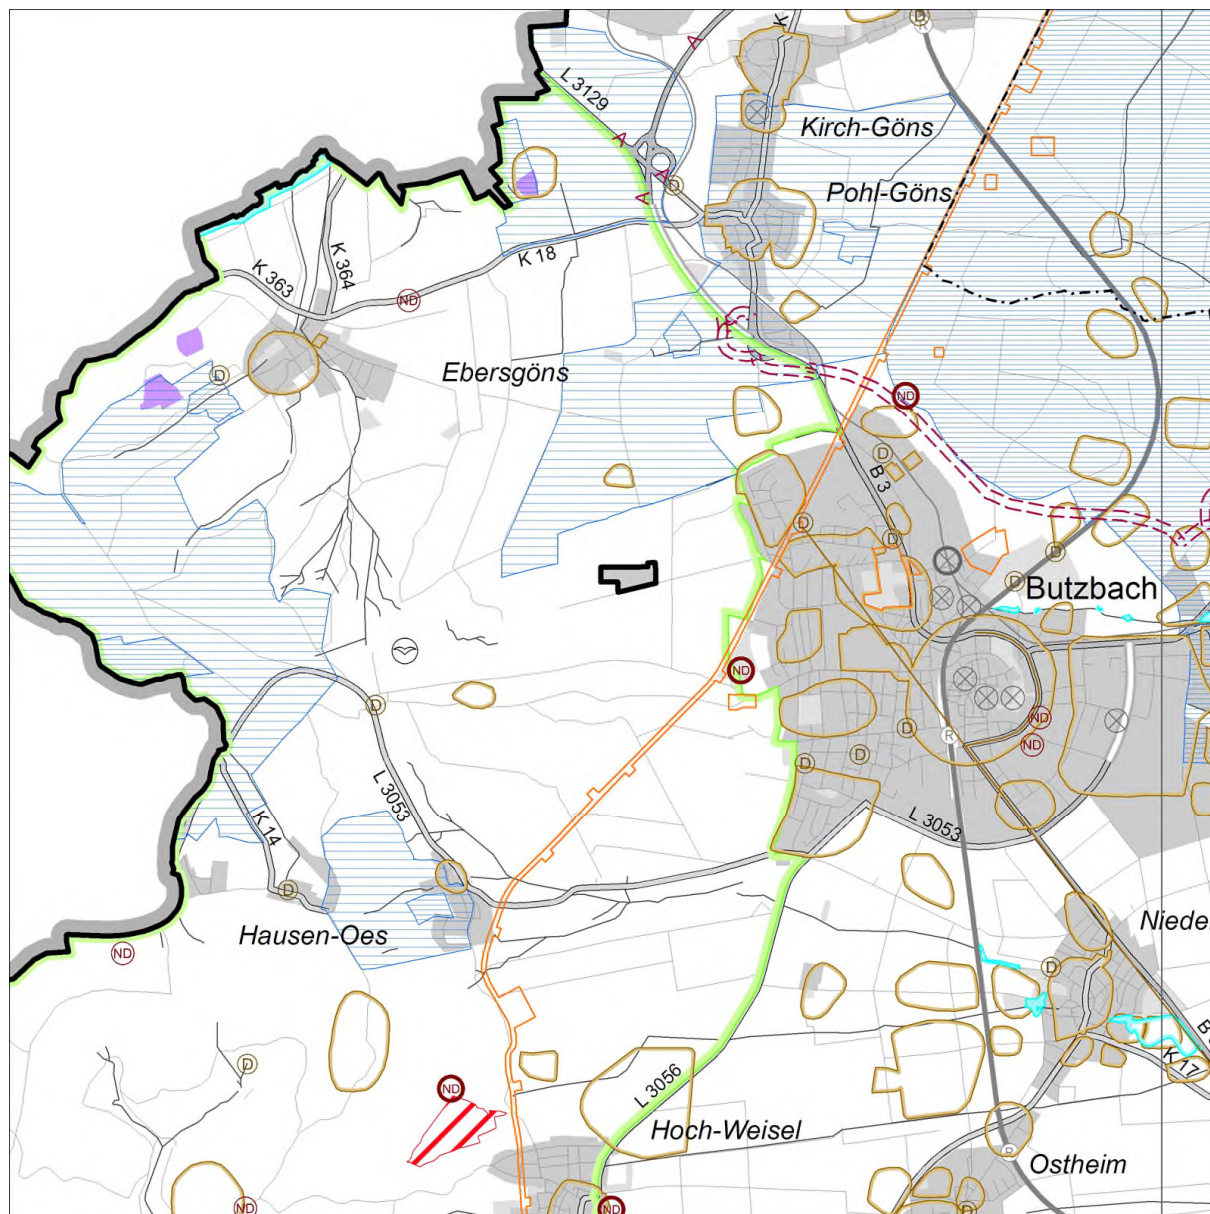 D
R
K
A
L 3129
Kirch-Göns
A
A
D
A
Pohl-Göns
K 18
K 364
K 363
ND
Ebersgöns
D
ND
D
B 3
D
D
D
D
Butzbach
ND
D
ND
ND
R
D
D
D
L 3053
L 3053
K 14
D
Hausen-Oes
Nieder
ND
D
D
B
K 17
ND
L 3056
Hoch-Weisel
R
Ostheim
ND
ND
D